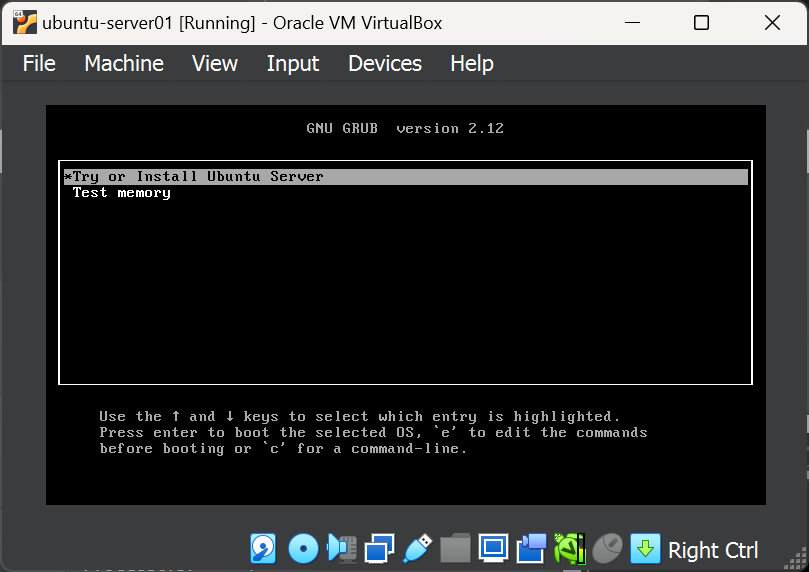 ubuntu-server01 [Running] - Oracle VM VirtualBox
File Machine View Input Devices Help
GNU GRUB version 2.12
*Try or Install Ubuntu Server
Test memory
Use the ↑ and ↓ keys to select which entry is highlighted.
Press enter to boot the selected OS, `e' to edit the commands
before booting or `c' for a command-line.
Right Ctrl